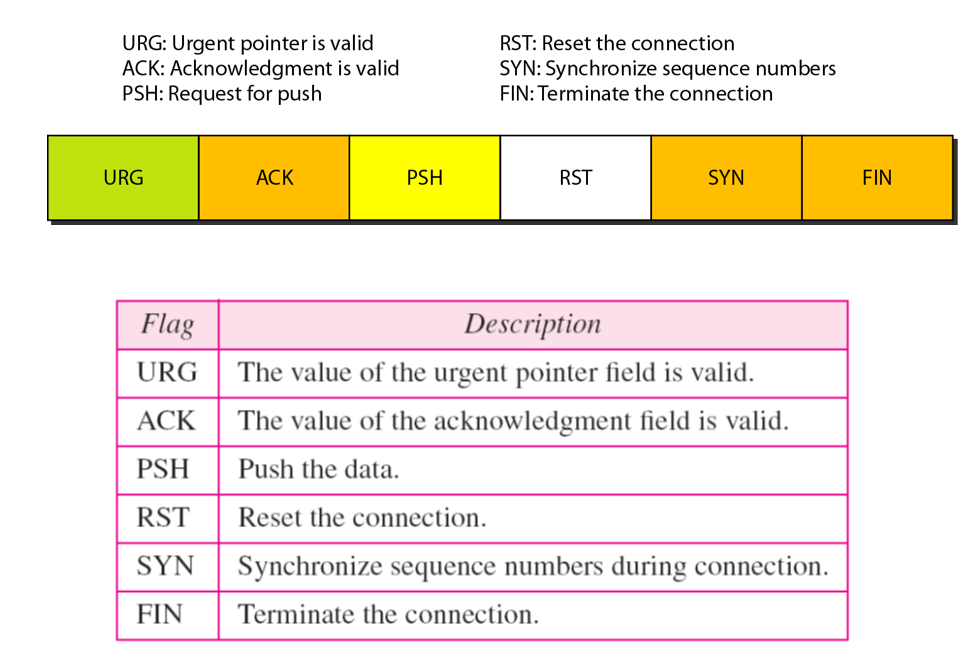 URG: Urgent pointer is valid
ACK: Acknowledgment is valid
PSH: Request for push
RST: Reset the connection
SYN: Synchronize sequence numbers
FIN: Terminate the connection
URG ACK PSH RST SYN FIN
Flag Description
URG The value of the urgent pointer field is valid.
ACK The value of the acknowledgment field is valid.
PSH Push the data.
RST Reset the connection.
SYN Synchronize sequence numbers during connection.
FIN Terminate the connection.